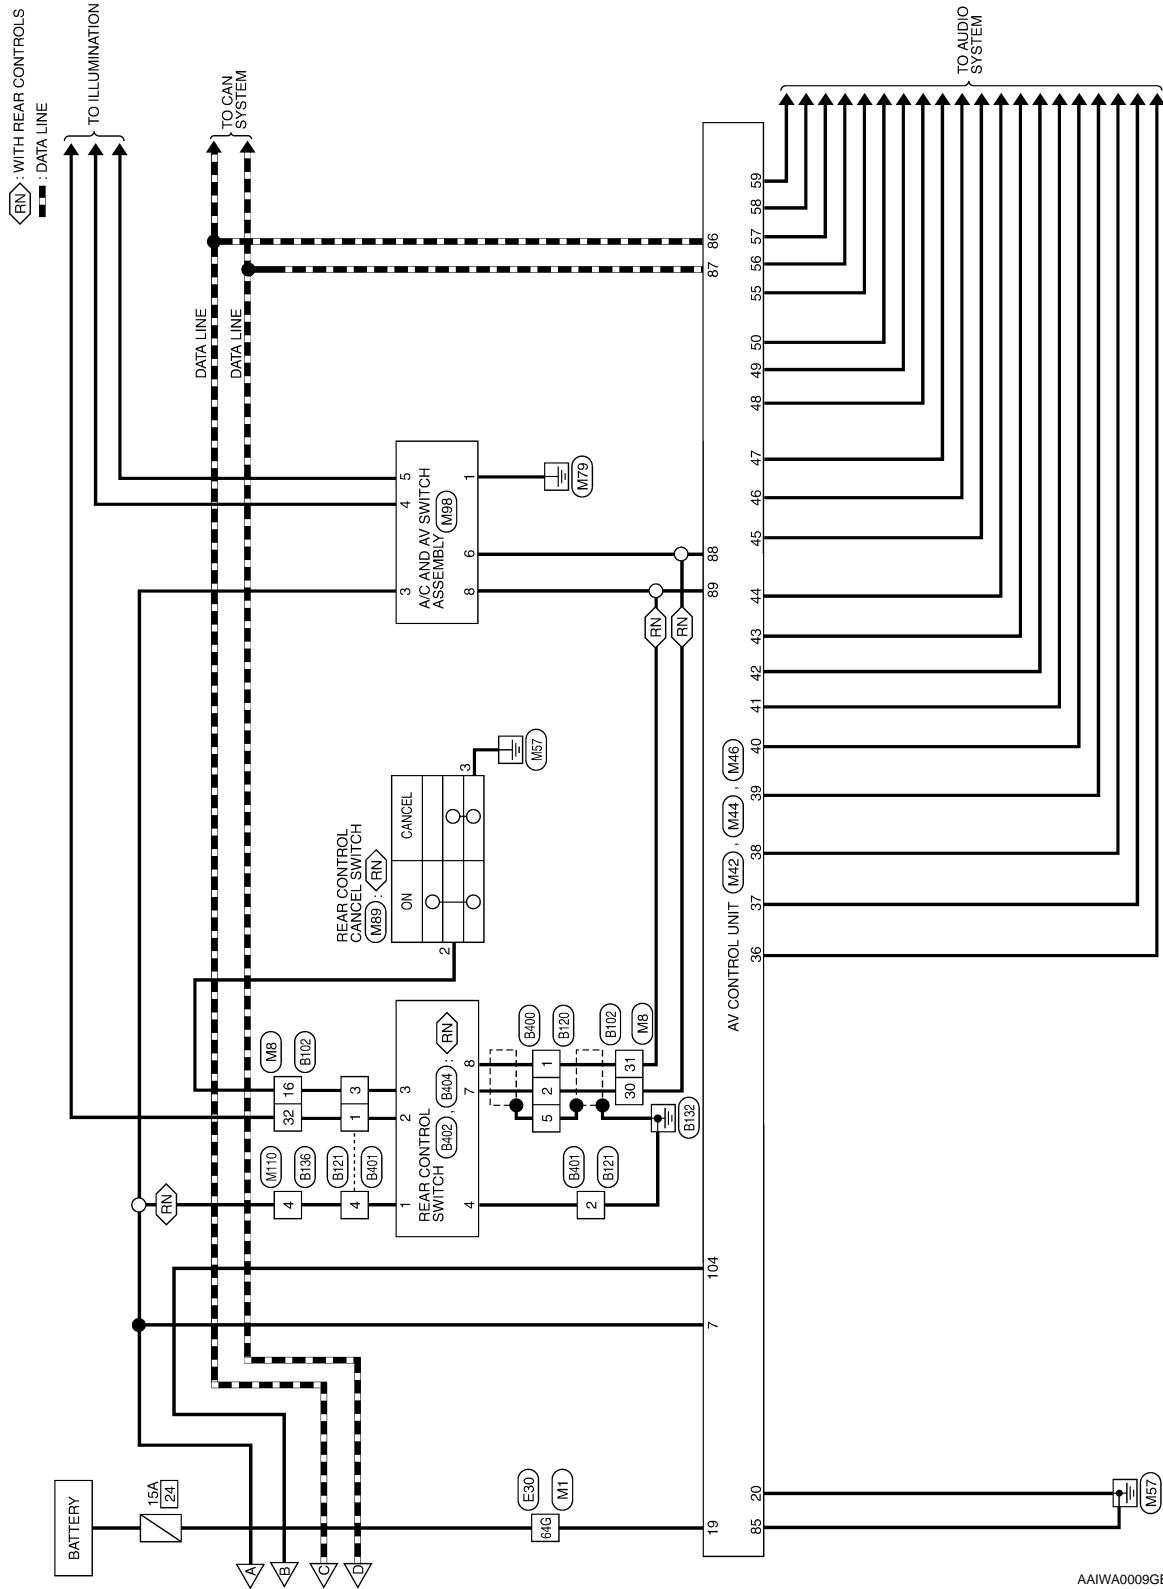 RN : WITH REAR CONTROLS
: DATA LINE
TO ILLUMINATION
TO CAN
SYSTEM
TO AUDIO
SYSTEM
DATA LINE
DATA LINE
BATTERY
15A
24
A
B
C
D
E30
M1
64G
19
7
104
RN
M110
B136
4
B121
B401
4
M8
B102
32
16
1
3
1
2
3
REAR CONTROL
SWITCH
B402 , B404 : RN
4
7
8
B401
B121
2
B400
B120
5
2
1
B102
M8
30
31
B132
REAR CONTROL
CANCEL SWITCH
M89 : RN
ON
CANCEL
2
3
M57
3
4
5
A/C AND AV SWITCH
ASSEMBLY M98
8
6
1
M79
RN
RN
89
88
87
86
AV CONTROL UNIT M42 , M44 , M46
85
20
M57
36
37
38
39
40
41
42
43
44
45
46
47
48
49
50
55
56
57
58
59
AAIWA0009GB